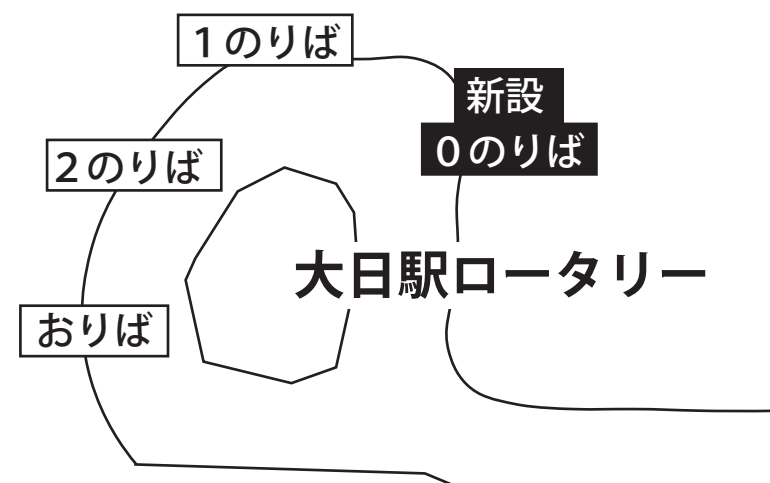 １のりば
新設
０のりば
２のりば
大日駅ロータリー
おりば